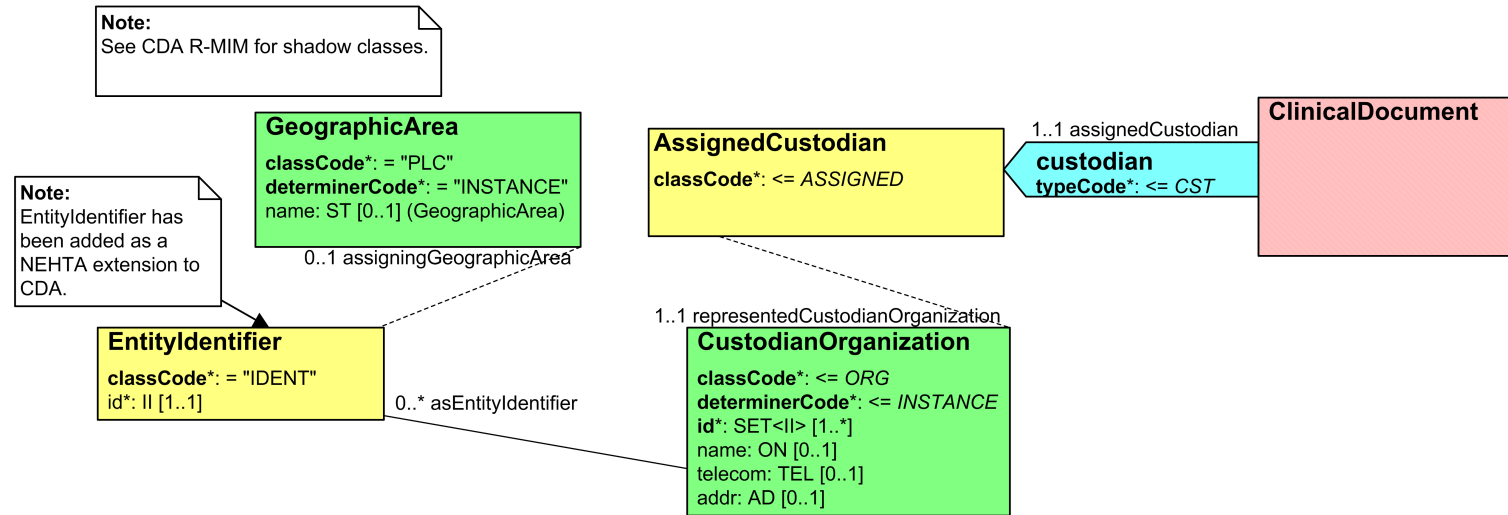 Note:
See CDA R-MIM for shadow classes.
GeographicArea
classCode*: = "PLC"
determinerCode*: = "INSTANCE"
name: ST [0..1] (GeographicArea)
0..1 assigningGeographicArea
AssignedCustodian
classCode*: <= ASSIGNED
1..1 assignedCustodian
custodian
typeCode*: <= CST
ClinicalDocument
Note:
EntityIdentifier has
been added as a
NEHTA extension to
CDA.
EntityIdentifier
classCode*: = "IDENT"
id*: II [1..1]
0..* asEntityIdentifier
1..1 representedCustodianOrganization
CustodianOrganization
classCode*: <= ORG
determinerCode*: <= INSTANCE
id*: SET<II> [1..*]
name: ON [0..1]
telecom: TEL [0..1]
addr: AD [0..1]